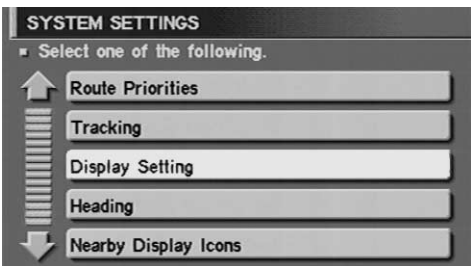 SYSTEM SETTINGS
Select one of the following.
Route Priorities
Tracking
Display Setting
Heading
Nearby Display Icons